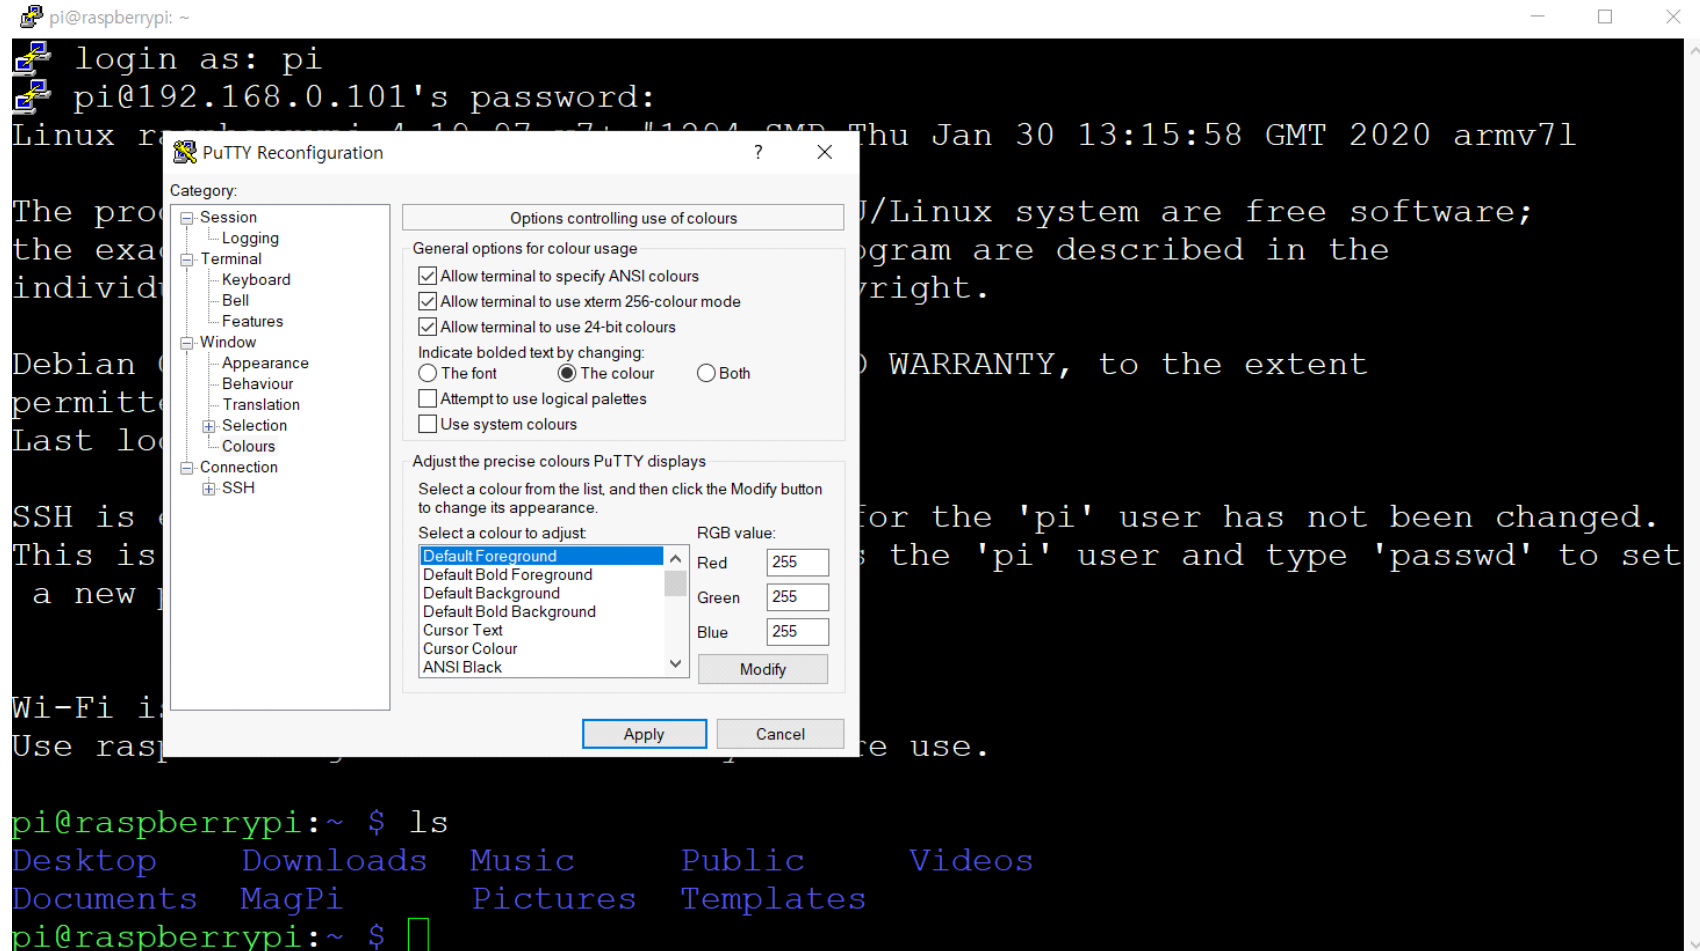 pi@raspberrypi: ~
login as: pi
pi@192.168.0.101's password:
Linux Thu Jan 30 13:15:58 GMT 2020 armv7l
The /Linux system are free software;
the are described in the
Debian WARRANTY, to the extent
Last
SSH is for the 'pi' user has not been changed.
This is the 'pi' user and type 'passwd' to set
a new
Wi-Fi
Use use.
pi@raspberrypi:~ $ ls
Desktop Downloads Music Public Videos
Documents MagPi Pictures Templates
pi@raspberrypi:~ $
PuTTY Reconfiguration
?
Category:
Session
Logging
Terminal
Keyboard
Bell
Features
Window
Appearance
Behaviour
Translation
Selection
Colours
Connection
SSH
Options controlling use of colours
General options for colour usage
Allow terminal to specify ANSI colours
Allow terminal to use xterm 256-colour mode
Allow terminal to use 24-bit colours
Indicate bolded text by changing:
The font The colour Both
Attempt to use logical palettes
Use system colours
Adjust the precise colours PuTTY displays
Select a colour from the list, and then click the Modify button
to change its appearance.
Select a colour to adjust: RGB value:
Default Foreground
Default Bold Foreground
Default Background
Default Bold Background
Cursor Text
Cursor Colour
ANSI Black
Red 255
Green 255
Blue 255
Modify
Apply Cancel